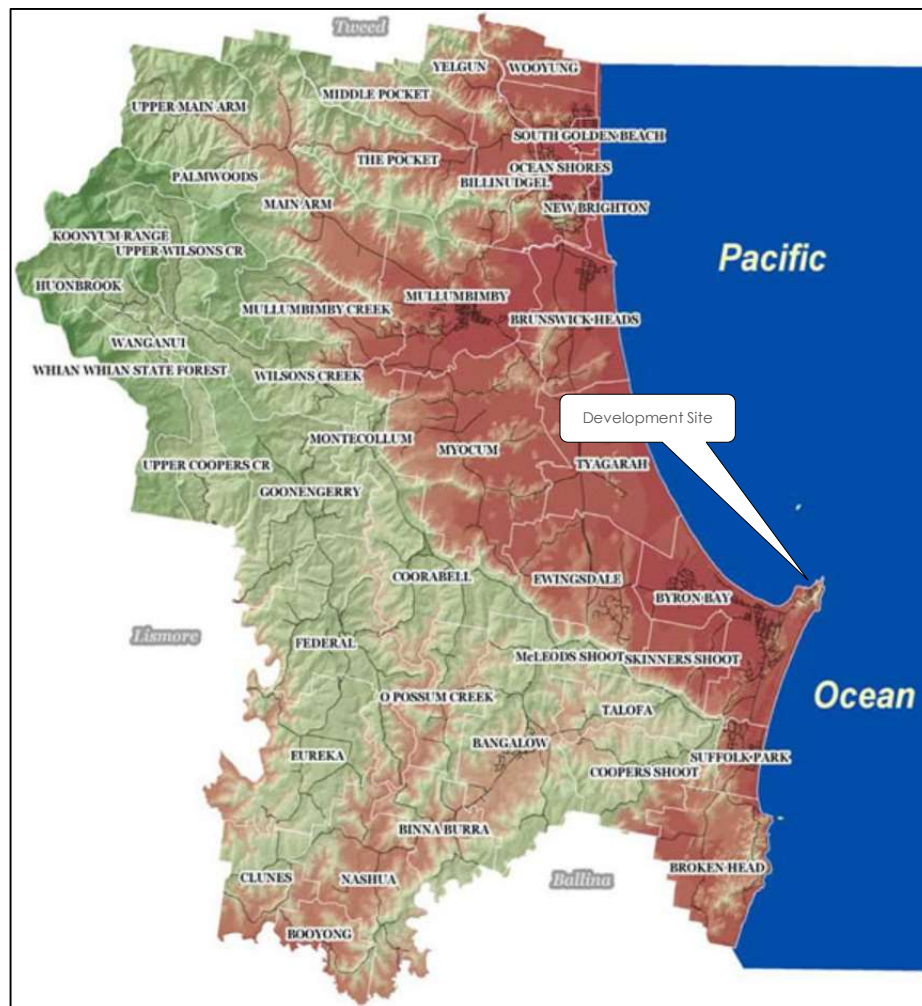 Tweed
YELGUN
WOOYUNG
MIDDLE POCKET
UPPER MAIN ARM
SOUTH GOLDEN BEACH
THE POCKET
OCEAN SHORES
PALMWOODS
BILLINUDGEL
MAIN ARM
NEW BRIGHTON
KOONYUM RANGE
UPPER WILSONS CR
Pacific
HUONBROOK
MULLUMBIMBY
MULLUMBIMBY CREEK
BRUNSWICK HEADS
WANGANUI
WHIAN WHIAN STATE FOREST
WILSONS CREEK
Development Site
MONTECOLLUM
MYOCUM
UPPER COOPERS CR
TYAGARAH
GOONENGERRY
COORABELL
EWINGSDALE
BYRON BAY
Lismore
FEDERAL
McLEODS SHOOT
SKINNERS SHOOT
O POSSUM CREEK
Ocean
TALOFA
BANGALOW
EUREKA
SUFFOLK PARK
COOPERS SHOOT
BINNA BURRA
BROKEN HEAD
CLUNES
NASHUA
Ballina
BOOYONG